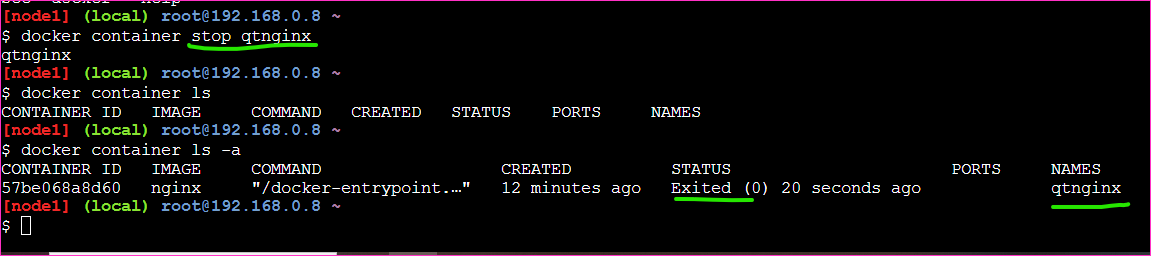 [node1] (local) root@192.168.0.8 ~
$ docker container stop qtnginx
qtnginx
[node1] (local) root@192.168.0.8 ~
$ docker container ls
CONTAINER ID   IMAGE     COMMAND   CREATED   STATUS    PORTS     NAMES
[node1] (local) root@192.168.0.8 ~
$ docker container ls -a
CONTAINER ID   IMAGE     COMMAND                  CREATED          STATUS                      PORTS     NAMES
57be068a8d60   nginx     "/docker-entrypoint.…"   12 minutes ago   Exited (0) 20 seconds ago             qtnginx
[node1] (local) root@192.168.0.8 ~
$